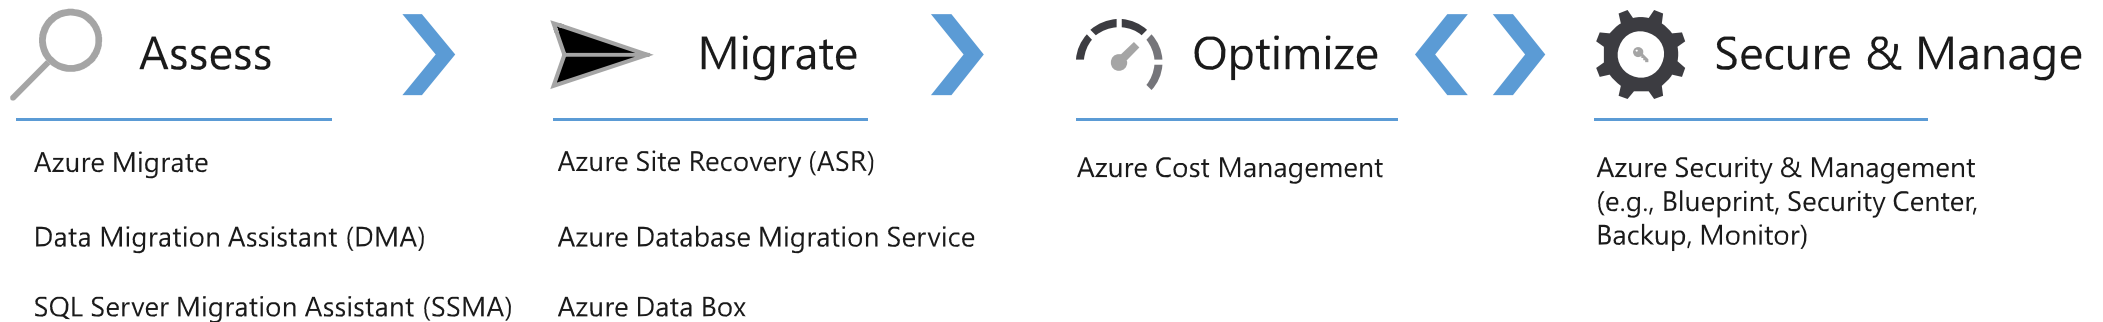 Assess
Migrate
Optimize
Secure & Manage
Azure Migrate
Data Migration Assistant (DMA)
SQL Server Migration Assistant (SSMA)
Azure Site Recovery (ASR)
Azure Database Migration Service
Azure Data Box
Azure Cost Management
Azure Security & Management
(e.g., Blueprint, Security Center,
Backup, Monitor)